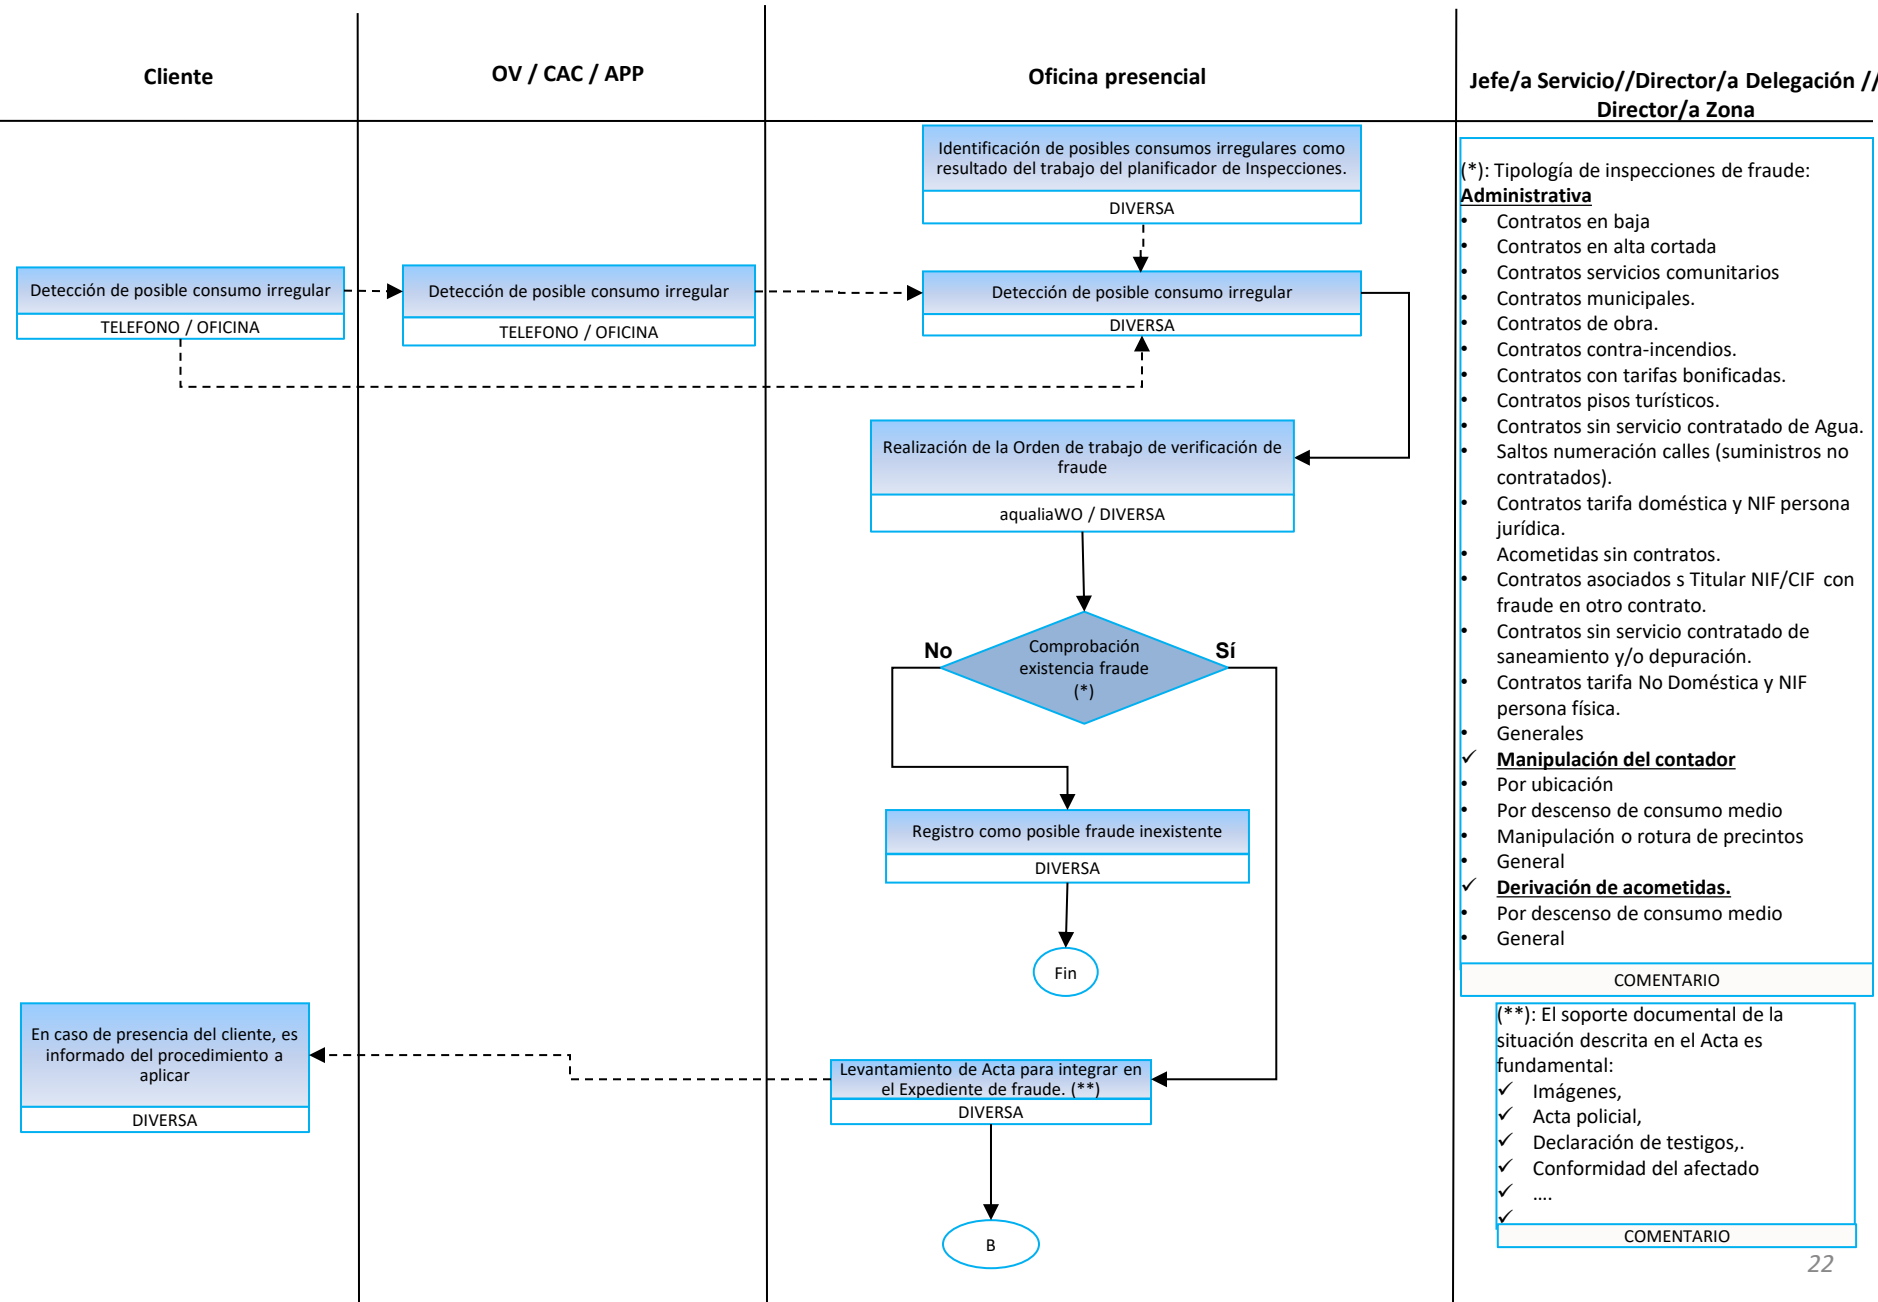 Cliente
OV / CAC / APP
Oficina presencial
Jefe/a Servicio//Director/a Delegación //
Director/a Zona
Identificación de posibles consumos irregulares como
resultado del trabajo del planificador de Inspecciones.
DIVERSA
Detección de posible consumo irregular
TELEFONO / OFICINA
Detección de posible consumo irregular
TELEFONO / OFICINA
Detección de posible consumo irregular
DIVERSA
Realización de la Orden de trabajo de verificación de
fraude
aqualiaWO / DIVERSA
No
Comprobación
existencia fraude
(*)
Sí
Registro como posible fraude inexistente
DIVERSA
Fin
En caso de presencia del cliente, es
informado del procedimiento a
aplicar
DIVERSA
Levantamiento de Acta para integrar en
el Expediente de fraude. (**)
DIVERSA
B
(*): Tipología de inspecciones de fraude:
Administrativa
• Contratos en baja
• Contratos en alta cortada
• Contratos servicios comunitarios
• Contratos municipales.
• Contratos de obra.
• Contratos contra-incendios.
• Contratos con tarifas bonificadas.
• Contratos pisos turísticos.
• Contratos sin servicio contratado de Agua.
• Saltos numeración calles (suministros no
contratados).
• Contratos tarifa doméstica y NIF persona
jurídica.
• Acometidas sin contratos.
• Contratos asociados s Titular NIF/CIF con
fraude en otro contrato.
• Contratos sin servicio contratado de
saneamiento y/o depuración.
• Contratos tarifa No Doméstica y NIF
persona física.
• Generales
✓ Manipulación del contador
• Por ubicación
• Por descenso de consumo medio
• Manipulación o rotura de precintos
• General
✓ Derivación de acometidas.
• Por descenso de consumo medio
• General
COMENTARIO
(**): El soporte documental de la
situación descrita en el Acta es
fundamental:
✓ Imágenes,
✓ Acta policial,
✓ Declaración de testigos,.
✓ Conformidad del afectado
✓ ....
✓
COMENTARIO
22